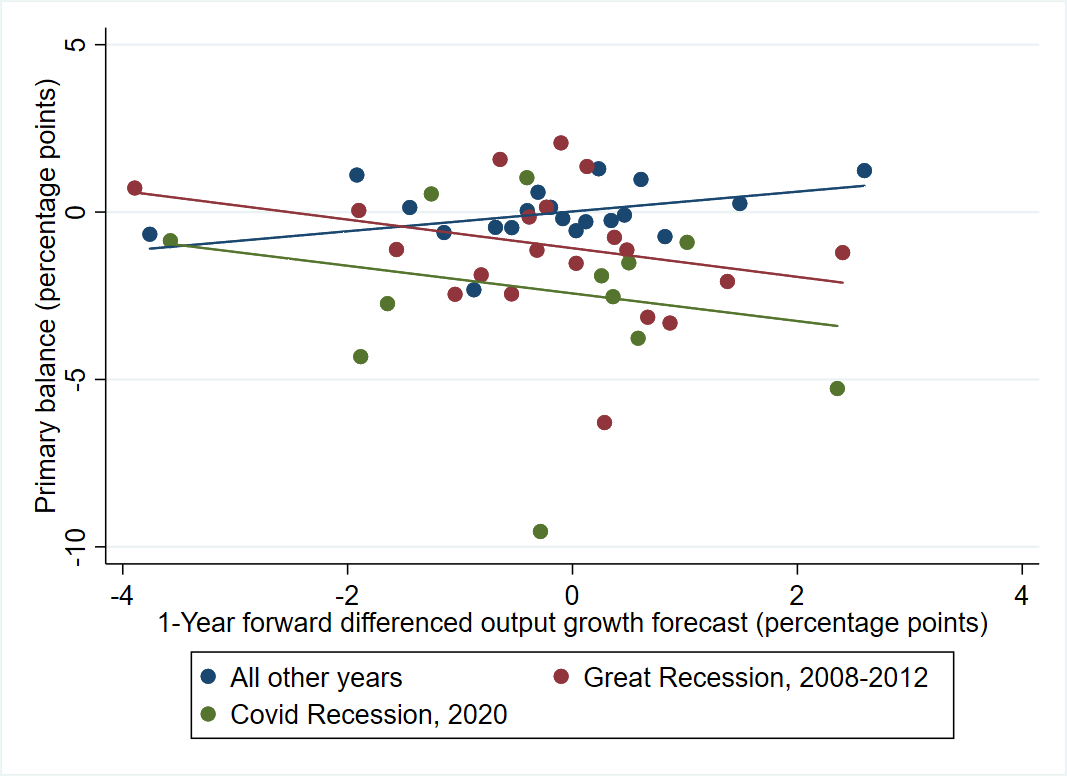 Primary balance (percentage points)
5
0
-5
-10
-4
-2
0
2
4
1-Year forward differenced output growth forecast (percentage points)
All other years
Great Recession, 2008-2012
Covid Recession, 2020